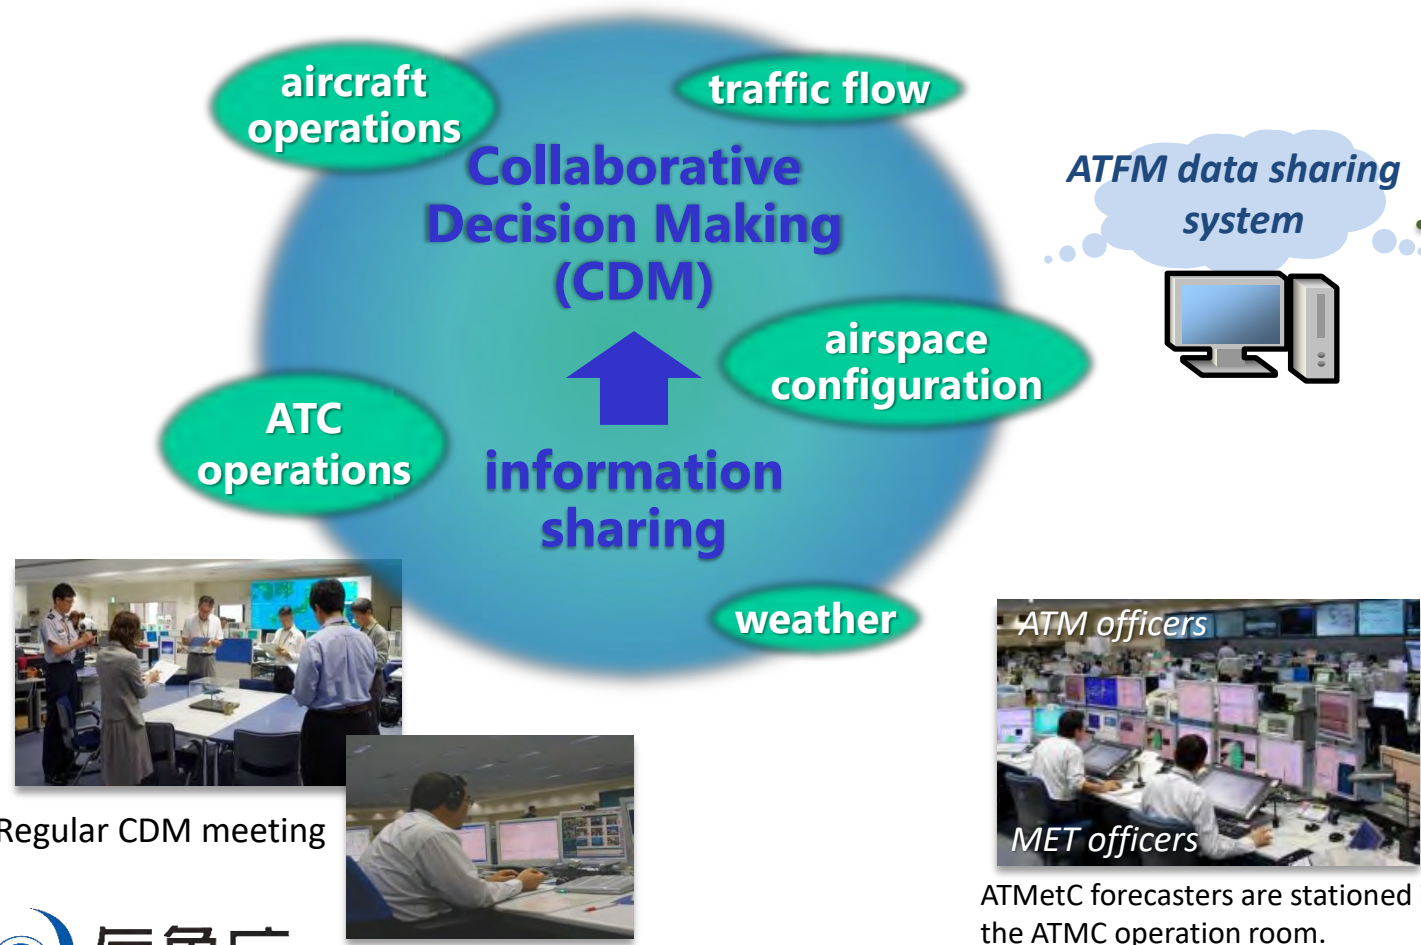 aircraft
operations
traffic flow
Collaborative
Decision Making
(CDM)
ATFM data sharing
system
airspace
configuration
ATC
operations
information
sharing
weather
ATM officers
MET officers
Regular CDM meeting
ATMetC forecasters are stationed
the ATMC operation room.